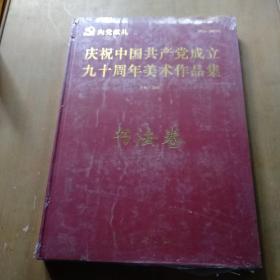 向党献礼
庆祝中国共产党成立
九十周年美术作品集
书法卷